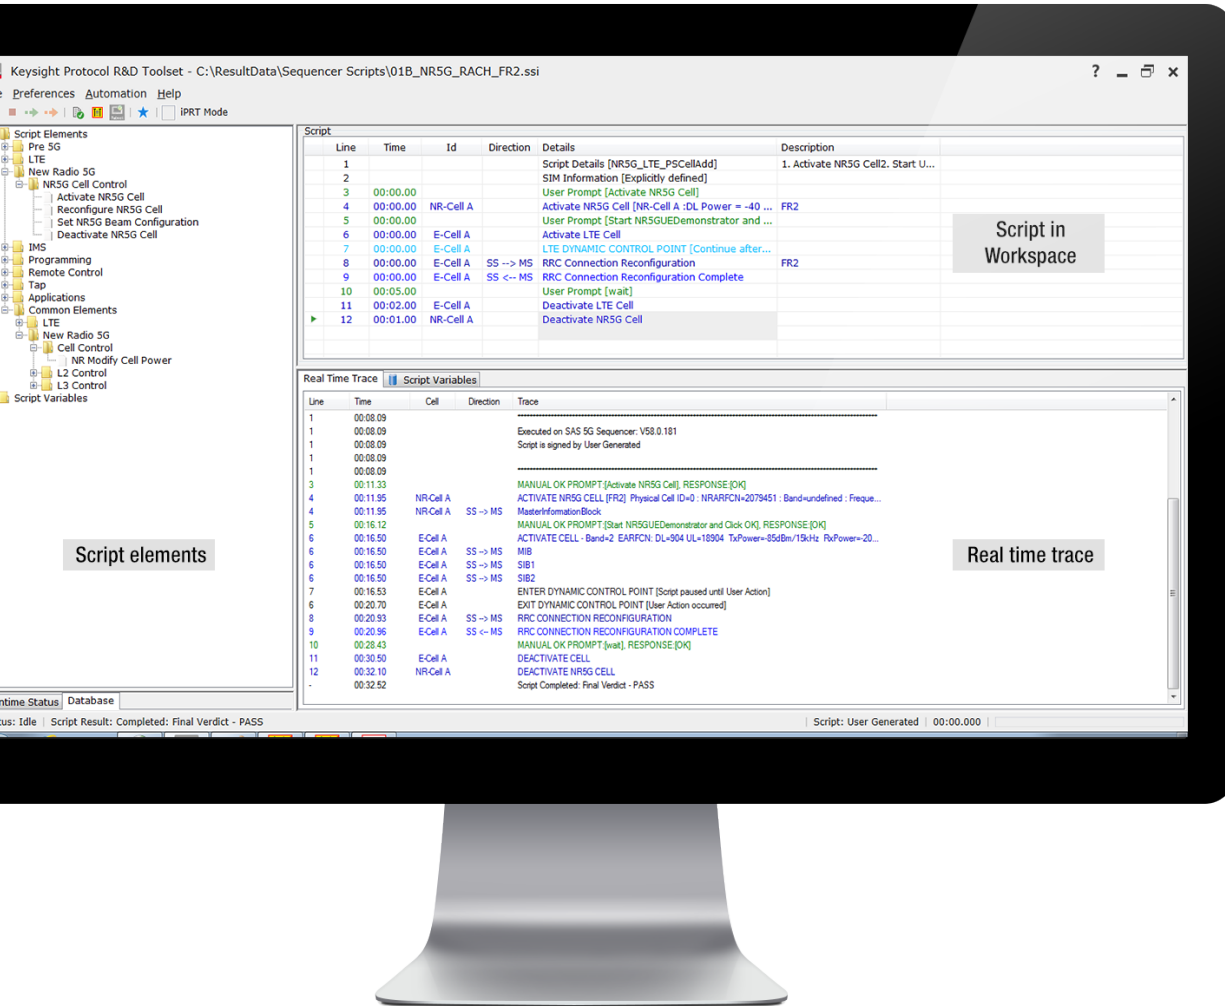 Keysight Protocol R&D Toolset - C:\ResultData\Sequencer Scripts\01B_NR5G_RACH_FR2.ssi
Preferences Automation Help
iPRT Mode
Script Elements
Pre 5G
LTE
New Radio 5G
NR5G Cell Control
Activate NR5G Cell
Reconfigure NR5G Cell
Set NR5G Beam Configuration
Deactivate NR5G Cell
IMS
Programming
Remote Control
Tap
Applications
Common Elements
LTE
New Radio 5G
Cell Control
NR Modify Cell Power
L2 Control
L3 Control
Script Variables
Script elements
ntime Status Database
Script
Line Time Id Direction Details Description
1 Script Details [NR5G_LTE_PSCellAdd] 1. Activate NR5G Cell2. Start U...
2 SIM Information [Explicitly defined]
3 00:00.00 User Prompt [Activate NR5G Cell]
4 00:00.00 NR-Cell A Activate NR5G Cell [NR-Cell A :DL Power = -40 ... FR2
5 00:00.00 User Prompt [Start NR5GUEDemonstrator and ...
6 00:00.00 E-Cell A Activate LTE Cell
7 00:00.00 E-Cell A LTE DYNAMIC CONTROL POINT [Continue after...
8 00:00.00 E-Cell A SS --> MS RRC Connection Reconfiguration FR2
9 00:00.00 E-Cell A SS <-- MS RRC Connection Reconfiguration Complete
10 00:05.00 User Prompt [wait]
11 00:02.00 E-Cell A Deactivate LTE Cell
12 00:01.00 NR-Cell A Deactivate NR5G Cell
Script in
Workspace
Real Time Trace Script Variables
Line Time Cell Direction Trace
1 00:08.09
1 00:08.09 Executed on SAS 5G Sequencer: V58.0.181
1 00:08.09 Script is signed by User Generated
1 00:08.09
1 00:08.09
3 00:11.33 MANUAL OK PROMPT:[Activate NR5G Cell], RESPONSE:[OK]
4 00:11.95 NR-Cell A ACTIVATE NR5G CELL [FR2] Physical Cell ID=0 : NRARFCN=2079451 : Band=undefined : Freque...
4 00:11.95 NR-Cell A SS --> MS MasterInformationBlock
5 00:16.12 MANUAL OK PROMPT:[Start NR5GUEDemonstrator and Click OK], RESPONSE:[OK]
6 00:16.50 E-Cell A ACTIVATE CELL - Band=2 EARFCN: DL=904 UL=18904 TxPower=-85dBm/15kHz RxPower=-20...
6 00:16.50 E-Cell A SS --> MS MIB
6 00:16.50 E-Cell A SS --> MS SIB1
6 00:16.50 E-Cell A SS --> MS SIB2
7 00:16.53 E-Cell A ENTER DYNAMIC CONTROL POINT [Script paused until User Action]
6 00:20.70 E-Cell A EXIT DYNAMIC CONTROL POINT [User Action occurred]
8 00:20.93 E-Cell A SS --> MS RRC CONNECTION RECONFIGURATION
9 00:20.96 E-Cell A SS <-- MS RRC CONNECTION RECONFIGURATION COMPLETE
10 00:28.43 MANUAL OK PROMPT:[wait], RESPONSE:[OK]
11 00:30.50 E-Cell A DEACTIVATE CELL
12 00:32.10 NR-Cell A DEACTIVATE NR5G CELL
- 00:32.52 Script Completed: Final Verdict - PASS
Real time trace
tus: Idle Script Result: Completed: Final Verdict - PASS Script: User Generated 00:00.000